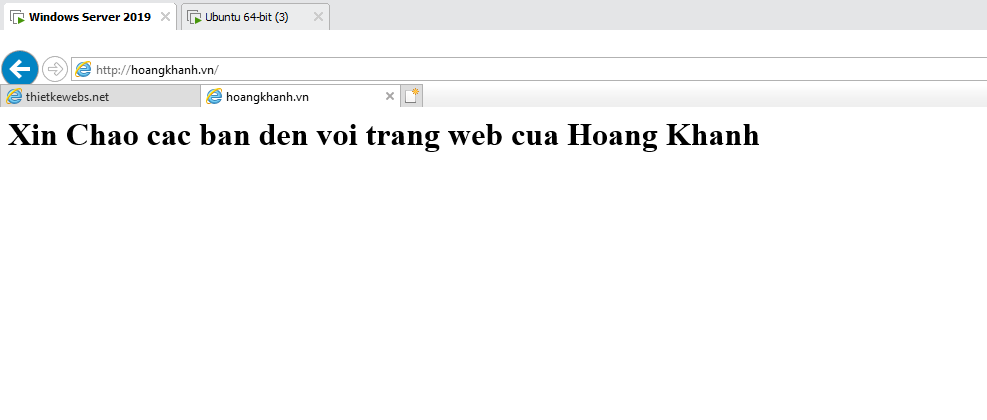 Windows Server 2019 Ubuntu 64-bit (3)
http://hoangkhanh.vn/
thietkewebs.net hoangkhanh.vn
Xin Chao cac ban den voi trang web cua Hoang Khanh